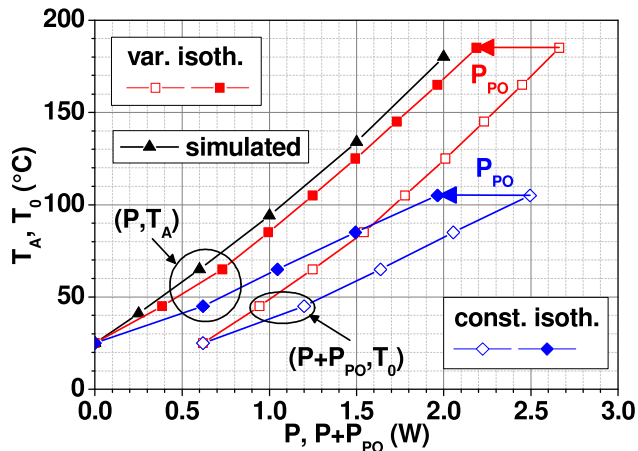 200
150
100
50
0
T_A, T_0 (°C)
var. isoth.
simulated
(P,T_A)
P_PO
P_PO
(P+P_PO,T_0)
const. isoth.
0.0 0.5 1.0 1.5 2.0 2.5 3.0
P, P+P_PO (W)